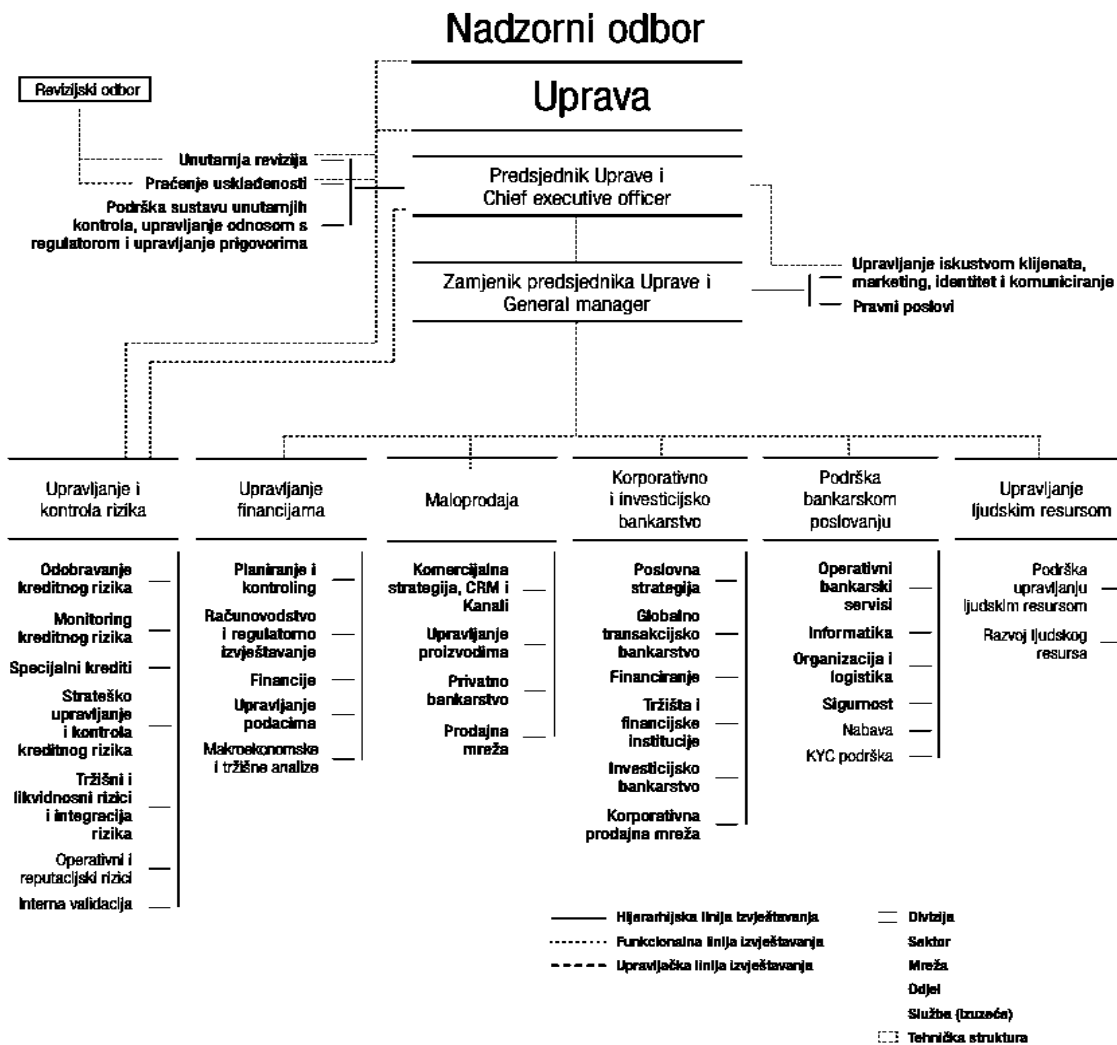 Nadzorni odbor
Uprava
Revizijski odbor
Unutarnja revizija
Praćenje usklađenosti
Podrška sustavu unutarnjih
kontrola, upravljanje odnosom s
regulatorom i upravljanje prigovorima
Predsjednik Uprave i
Chief executive officer
Zamjenik predsjednika Uprave i
General manager
Upravljanje iskustvom klijenata,
marketing, identitet i komuniciranje
Pravni poslovi
Upravljanje i
kontrola rizika
Odobravanje
kreditnog rizika
Monitoring
kreditnog rizika
Specijalni krediti
Strateško
upravljanje
i kontrola
kreditnog rizika
Tržišni i
likvidnosni rizici
i integracija
rizika
Operativni i
reputacijski rizici
Interna validacija
Upravljanje
financijama
Planiranje i
kontroling
Računovodstvo
i regulatorno
izvještavanje
Financije
Upravljanje
podacima
Makroekonomske
i tržišne analize
Maloprodaja
Komercijalna
strategija, CRM i
Kanali
Upravljanje
proizvodima
Privatno
bankarstvo
Prodajna
mreža
Korporativno
i investicijsko
bankarstvo
Poslovna
strategija
Globalno
transakcijsko
bankarstvo
Financiranje
Tržišta i
financijske
institucije
Investicijsko
bankarstvo
Korporativna
prodajna mreža
Podrška
bankarskom
poslovanju
Operativni
bankarski
servisi
Informatika
Organizacija i
logistika
Sigurnost
Nabava
KYC podrška
Upravljanje
ljudskim resursom
Podrška
upravljanju
ljudskim resursom
Razvoj ljudskog
resursa
Hijerarhijska linija izvještavanja
Funkcionalna linija izvještavanja
Upravljačka linija izvještavanja
Divizija
Sektor
Mreža
Odjel
Služba (izuzeća)
Tehnička struktura